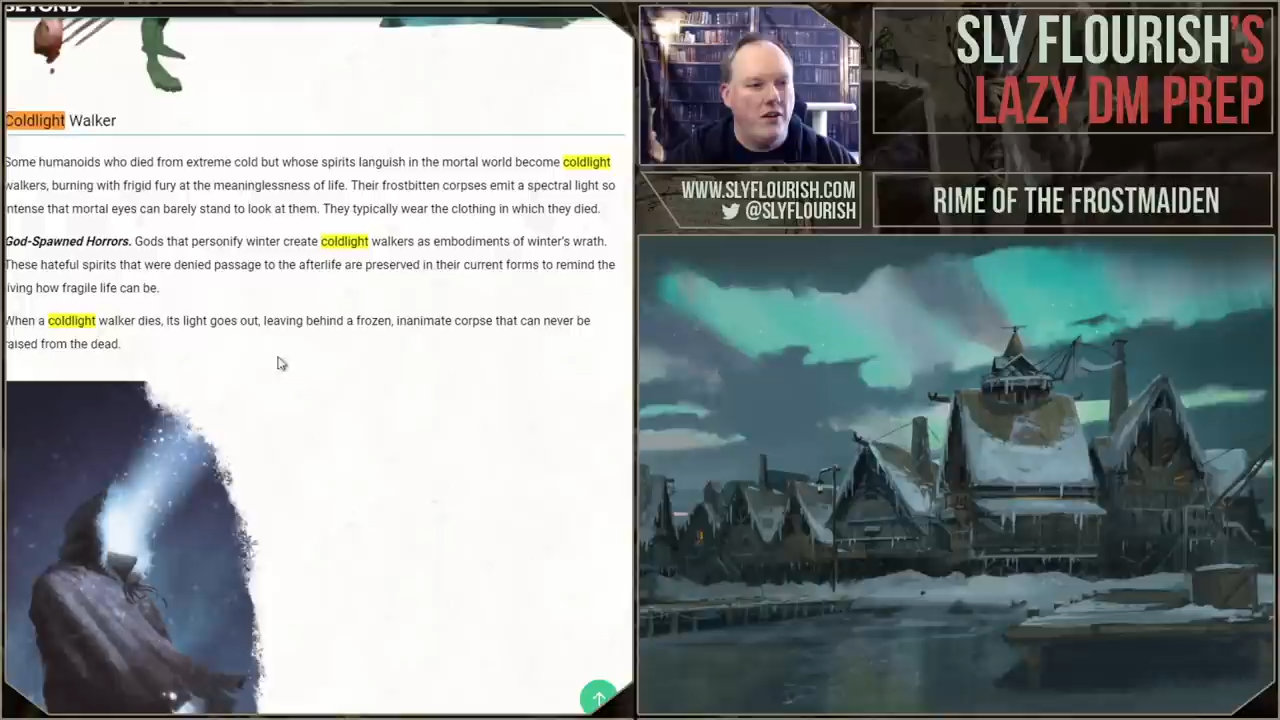 BEYOND
Coldlight Walker
Some humanoids who died from extreme cold but whose spirits languish in the mortal world become coldlight
walkers, burning with frigid fury at the meaninglessness of life. Their frostbitten corpses emit a spectral light so
intense that mortal eyes can barely stand to look at them. They typically wear the clothing in which they died.
God-Spawned Horrors. Gods that personify winter create coldlight walkers as embodiments of winter's wrath.
These hateful spirits that were denied passage to the afterlife are preserved in their current forms to remind the
living how fragile life can be.
When a coldlight walker dies, its light goes out, leaving behind a frozen, inanimate corpse that can never be
raised from the dead.
SLY FLOURISH'S
LAZY DM PREP
WWW.SLYFLOURISH.COM
@SLYFLOURISH
RIME OF THE FROSTMAIDEN